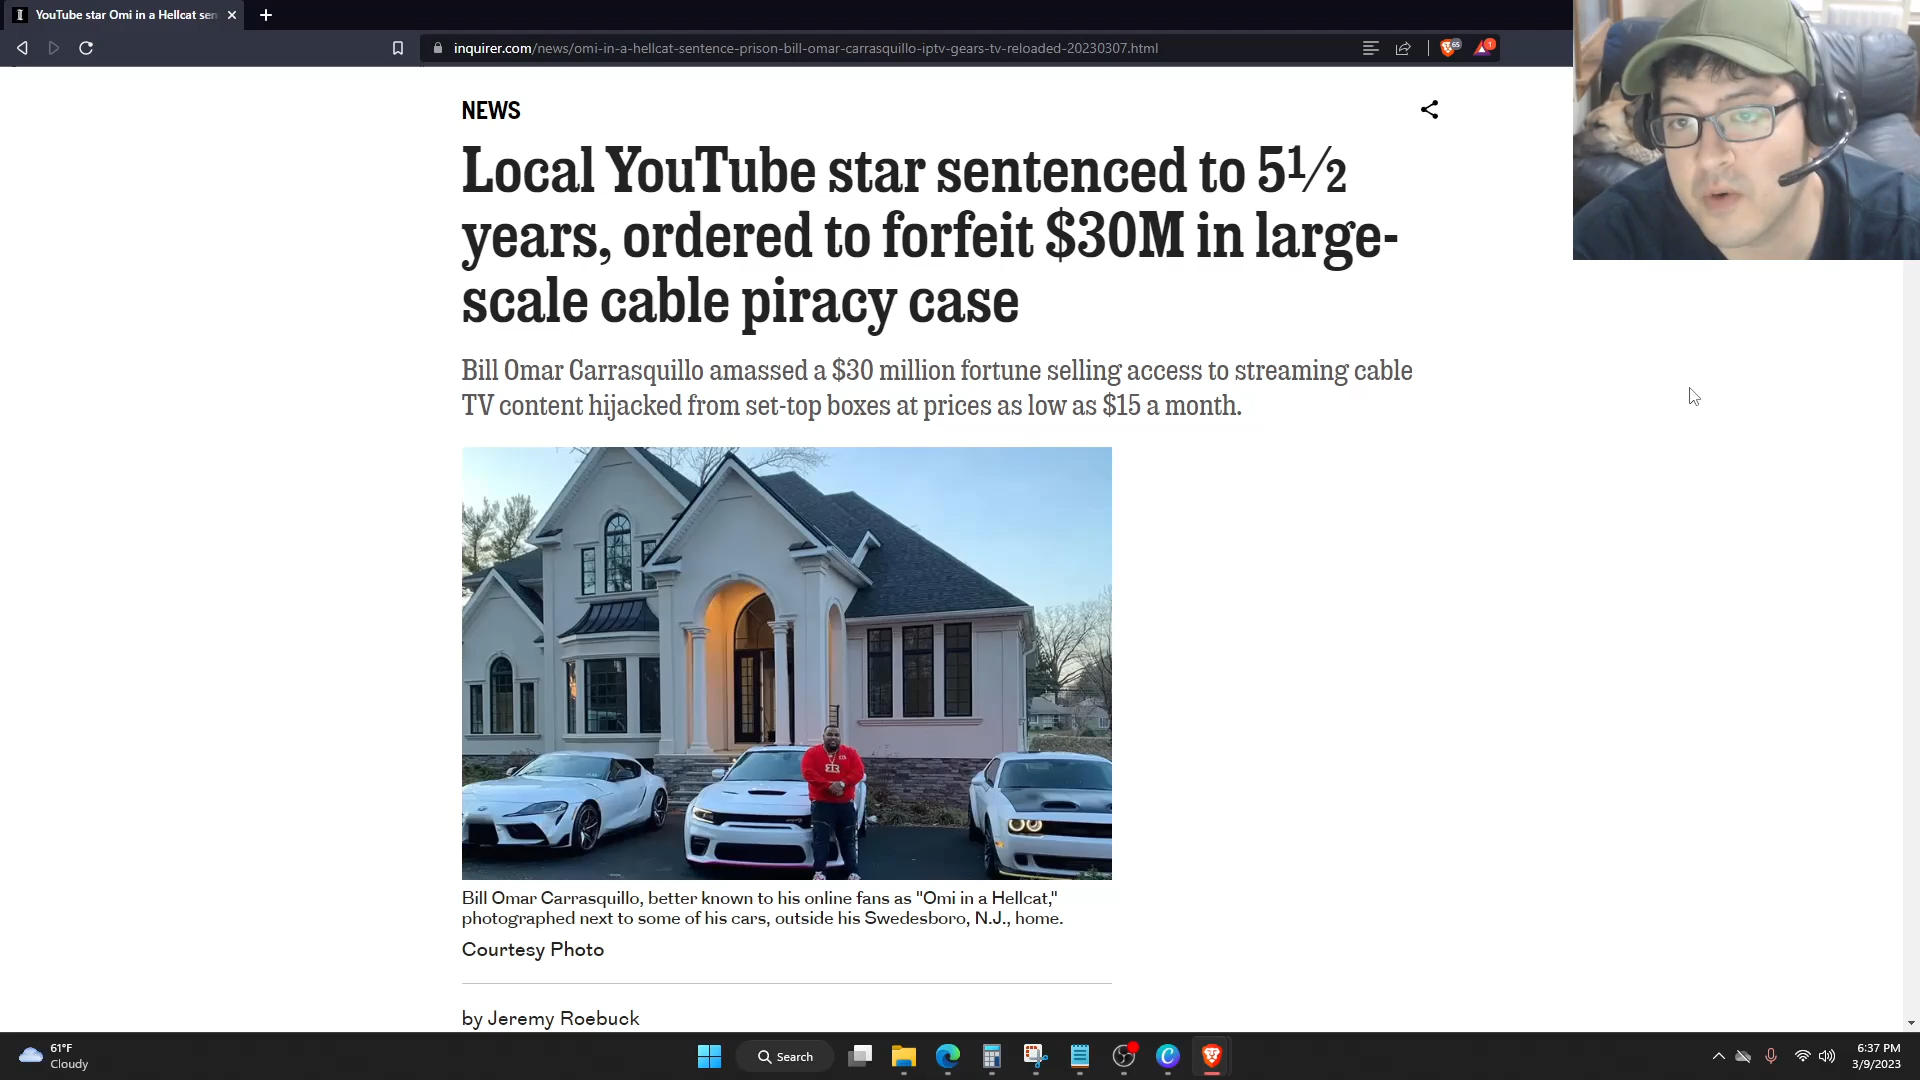 YouTube star Omi in a Hellcat sen
inquirer.com/news/omi-in-a-hellcat-sentence-prison-bill-omar-carrasquillo-iptv-gears-tv-reloaded-20230307.html
65
1
NEWS
Local YouTube star sentenced to 5½
years, ordered to forfeit $30M in large-
scale cable piracy case
Bill Omar Carrasquillo amassed a $30 million fortune selling access to streaming cable
TV content hijacked from set-top boxes at prices as low as $15 a month.
Bill Omar Carrasquillo, better known to his online fans as "Omi in a Hellcat,"
photographed next to some of his cars, outside his Swedesboro, N.J., home.
Courtesy Photo
by Jeremy Roebuck
61°F
Cloudy
Search
6:37 PM
3/9/2023